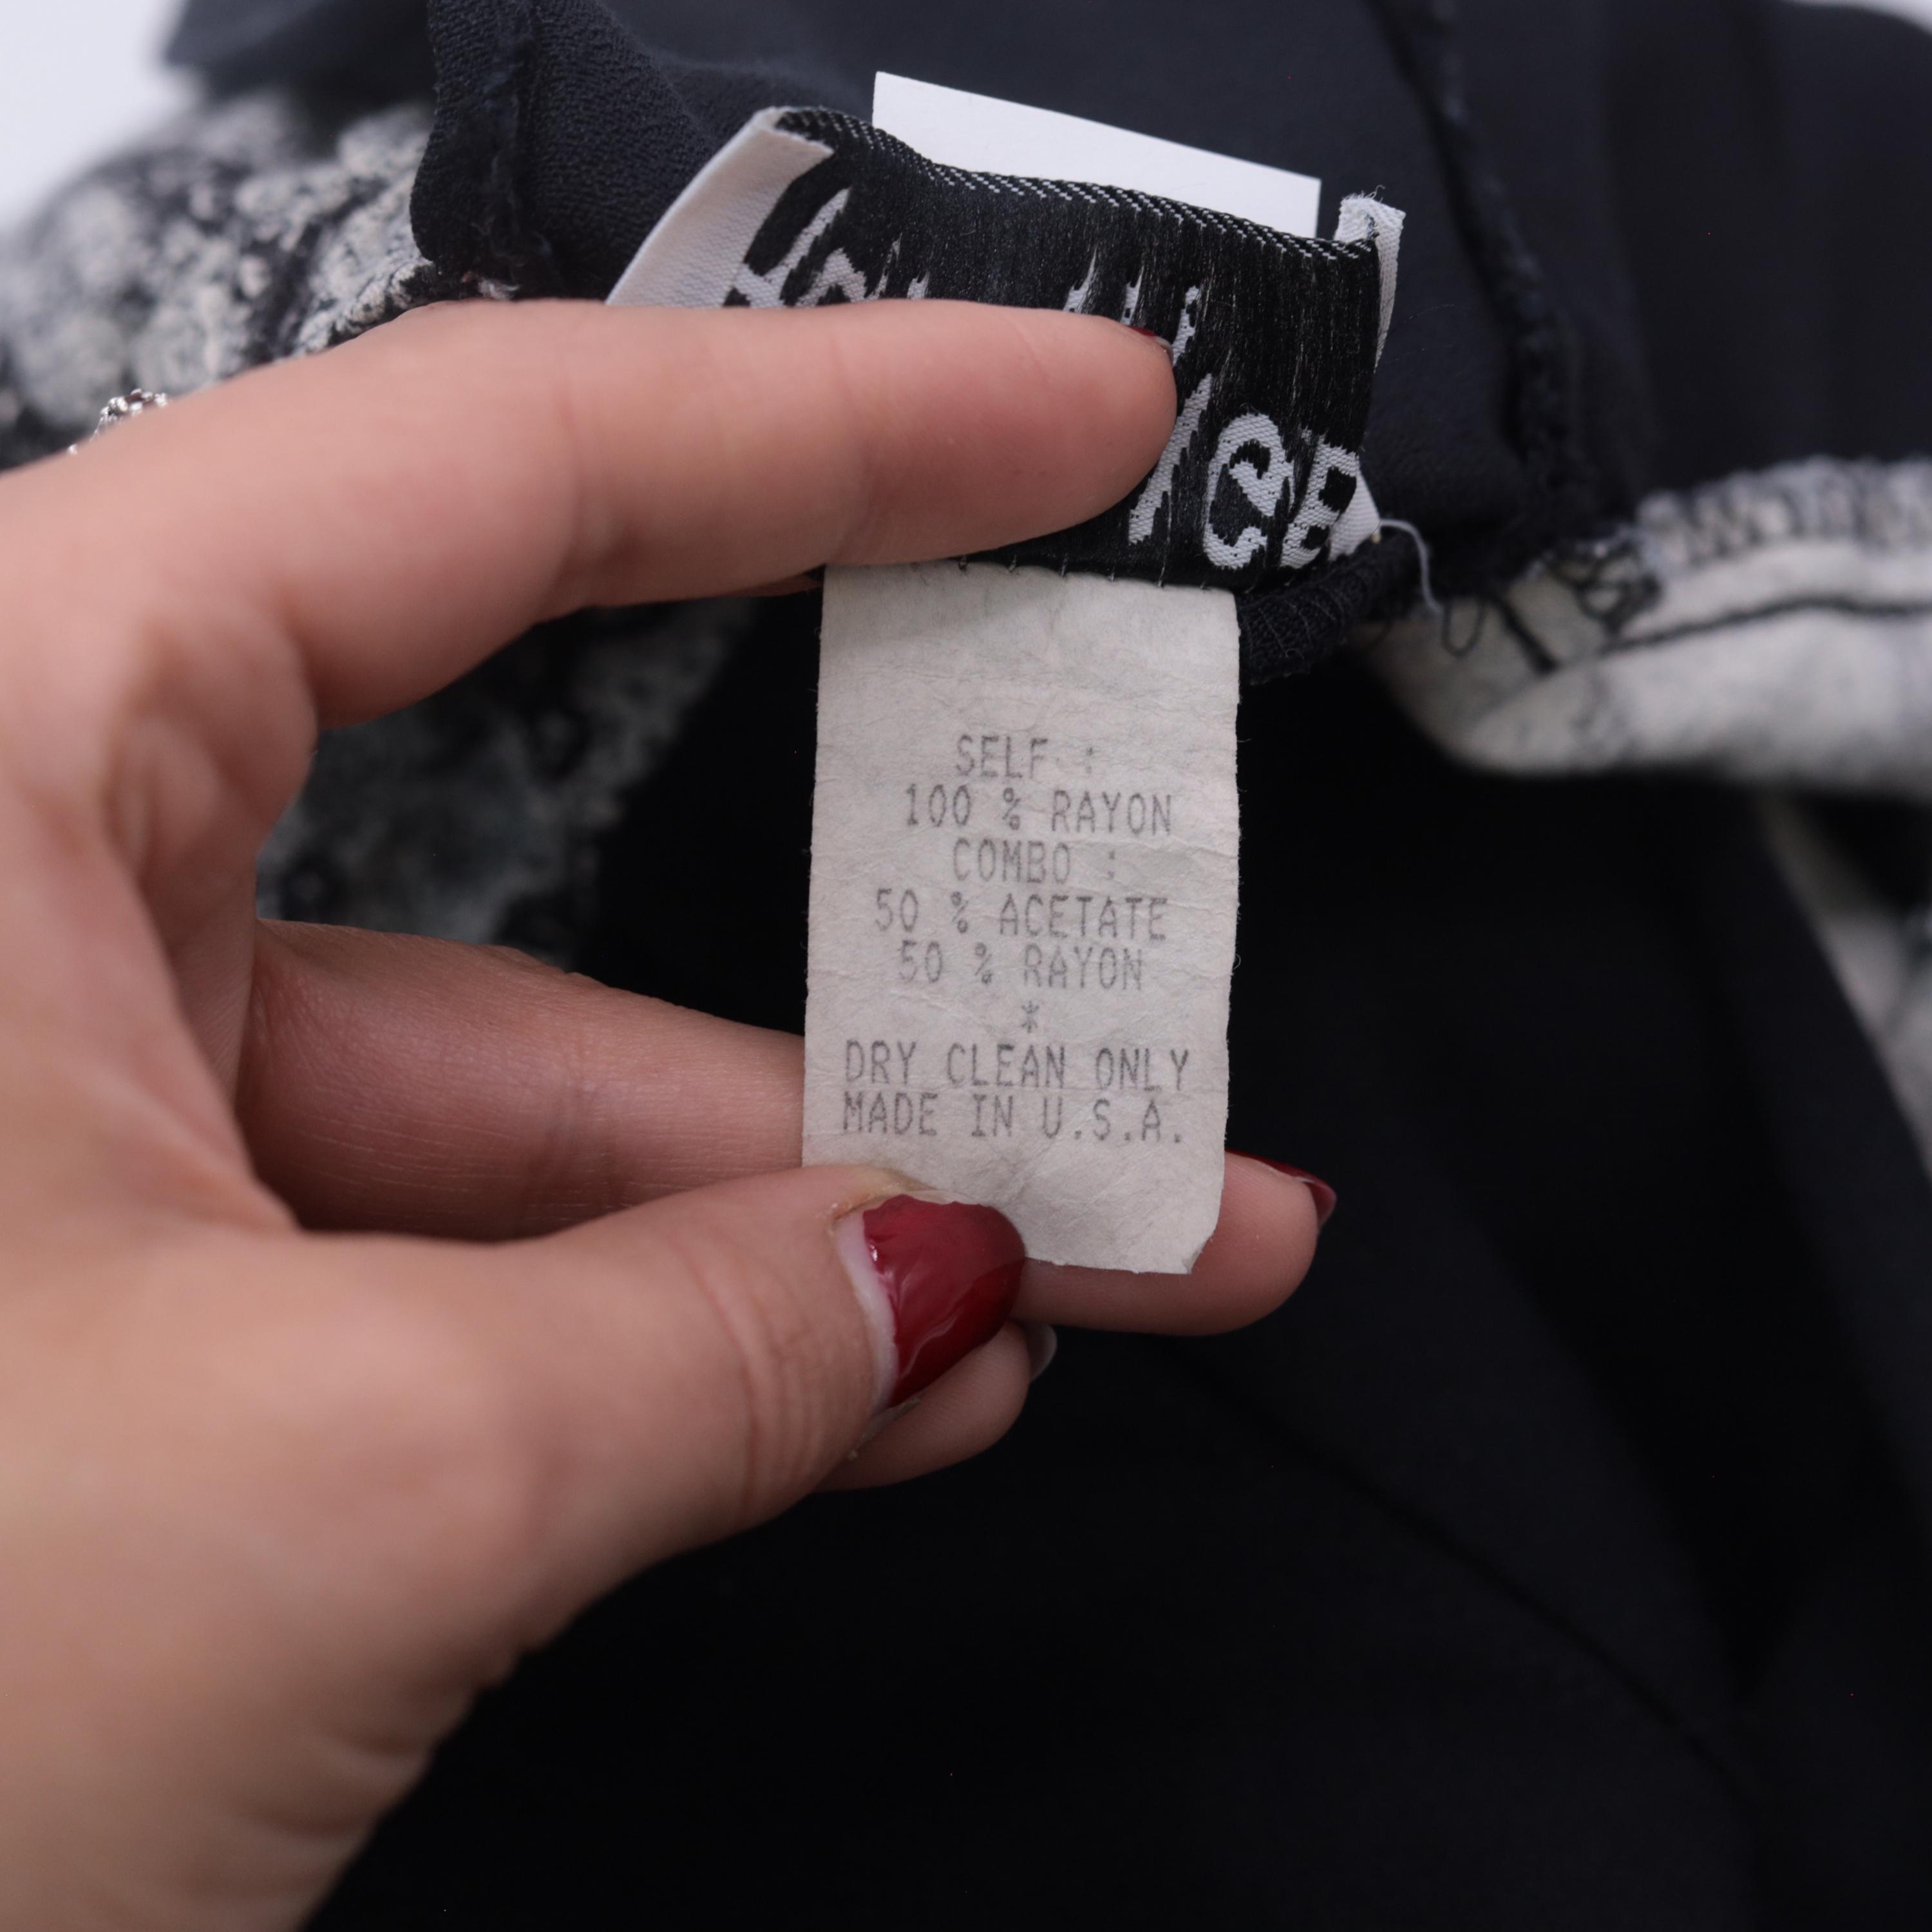 SELF :
100 % RAYON
COMBO :
50 % ACETATE
50 % RAYON
*
DRY CLEAN ONLY
MADE IN U.S.A.